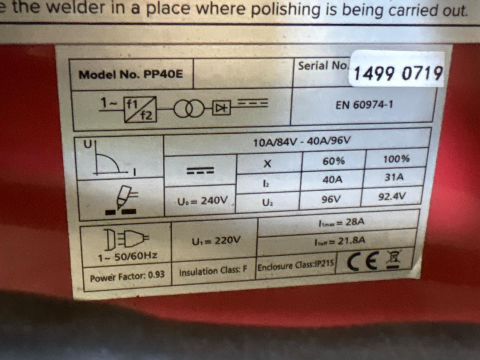 e the welder in a place where polishing is being carried out.
Model No. PP40E
Serial No.
1499 0719
1~ f1 f2
EN 60974-1
U I
10A/84V - 40A/96V
X 60% 100%
I₂ 40A 31A
U₀ = 240V U₂ 96V 92.4V
1~ 50/60Hz
U₁ = 220V
I₁max = 28A
I₁eff = 21.8A
Power Factor: 0.93
Insulation Class: F
Enclosure Class:IP21S
CE